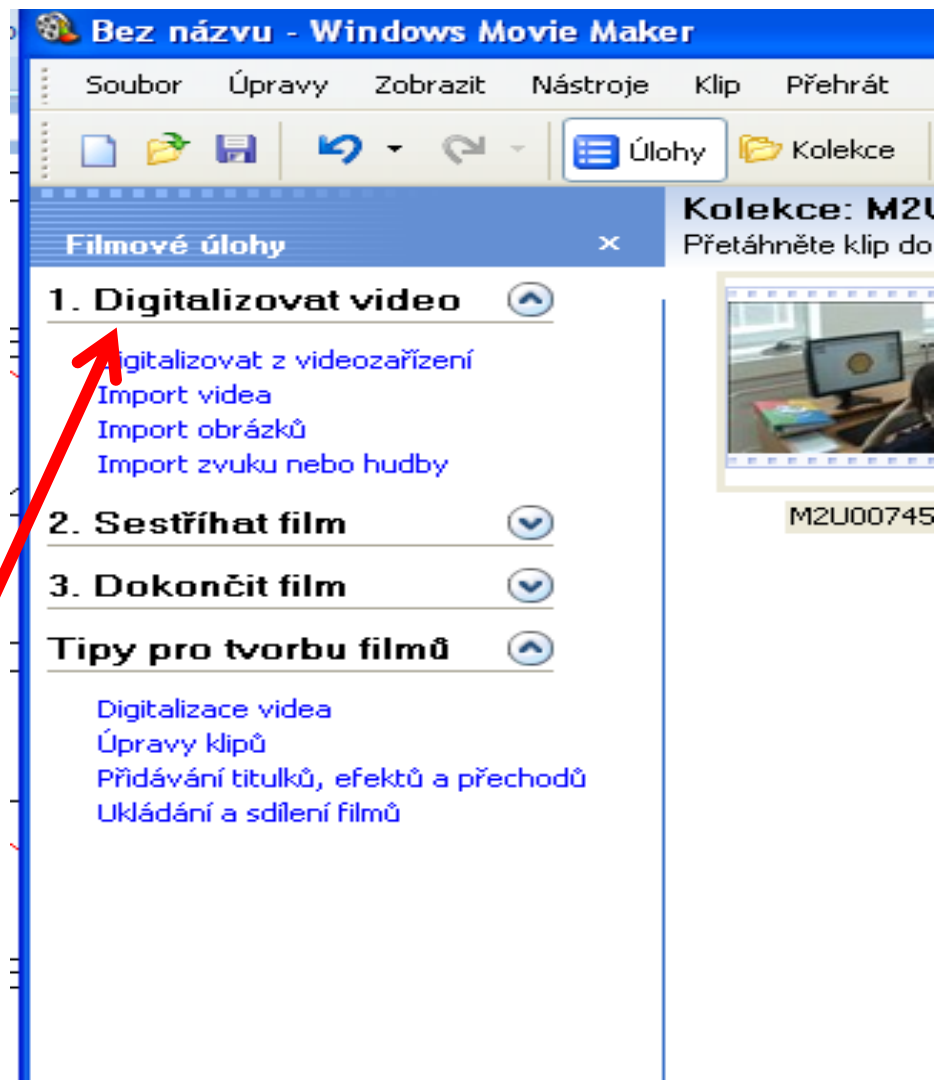 Bez názvu - Windows Movie Maker
Soubor Úpravy Zobrazit Nástroje Klip Přehrát
Úlohy Kolekce
Filmové úlohy
Kolekce: M2U
Přetáhněte klip do
1. Digitalizovat video
Digitalizovat z videozařízení
Import videa
Import obrázků
Import zvuku nebo hudby
M2U00745
2. Sestříhat film
3. Dokončit film
Tipy pro tvorbu filmů
Digitalizace videa
Úpravy klipů
Přidávání titulků, efektů a přechodů
Ukládání a sdílení filmů